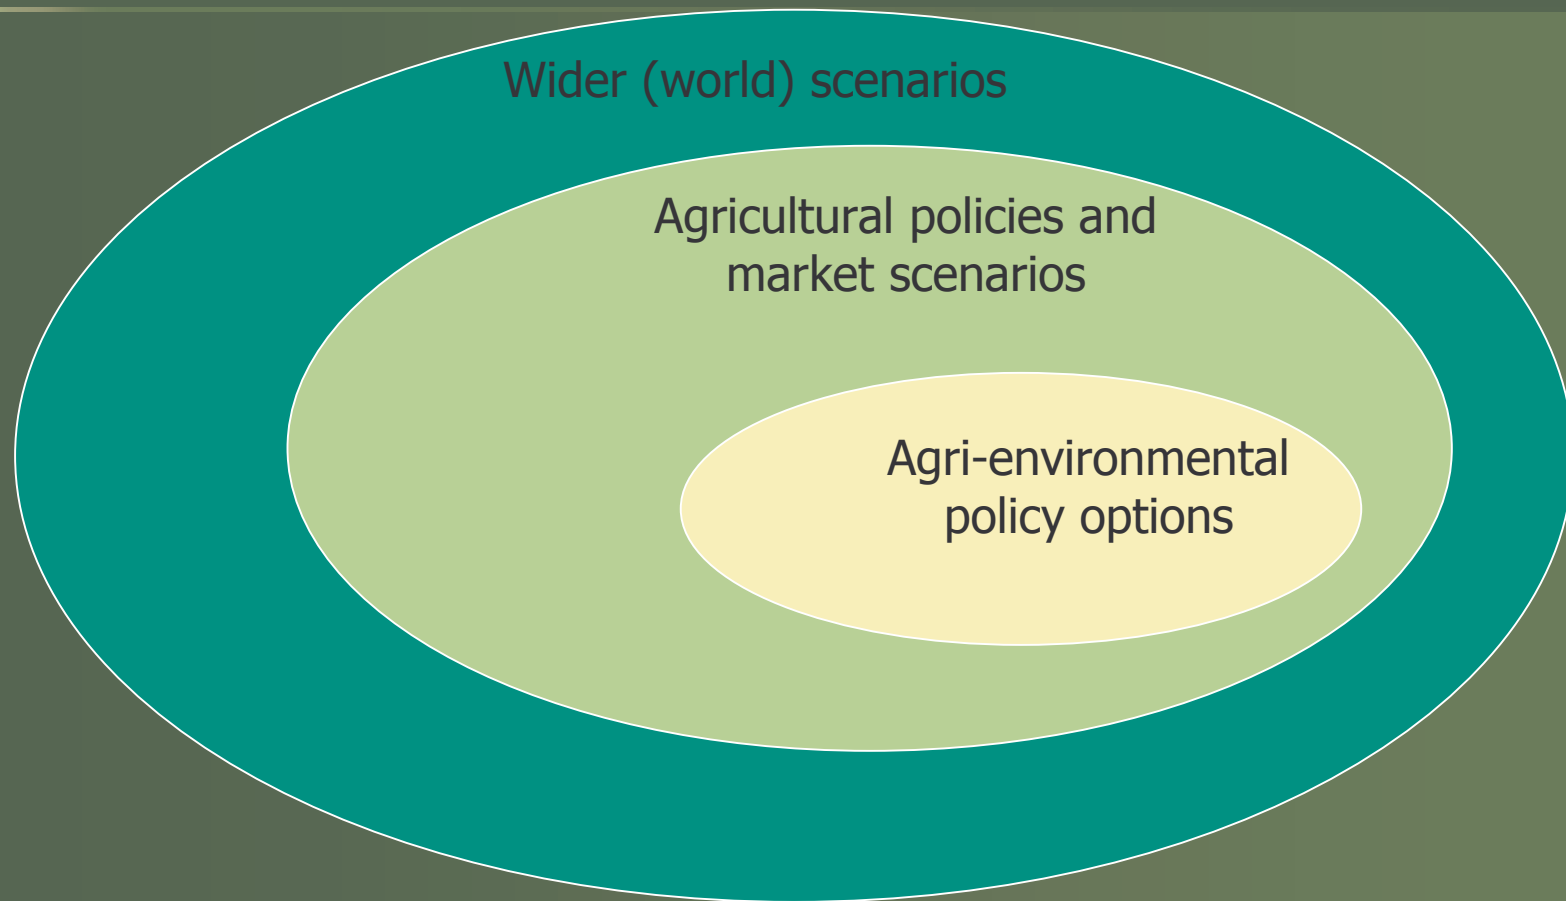 Wider (world) scenarios
Agricultural policies and
market scenarios
Agri-environmental
policy options